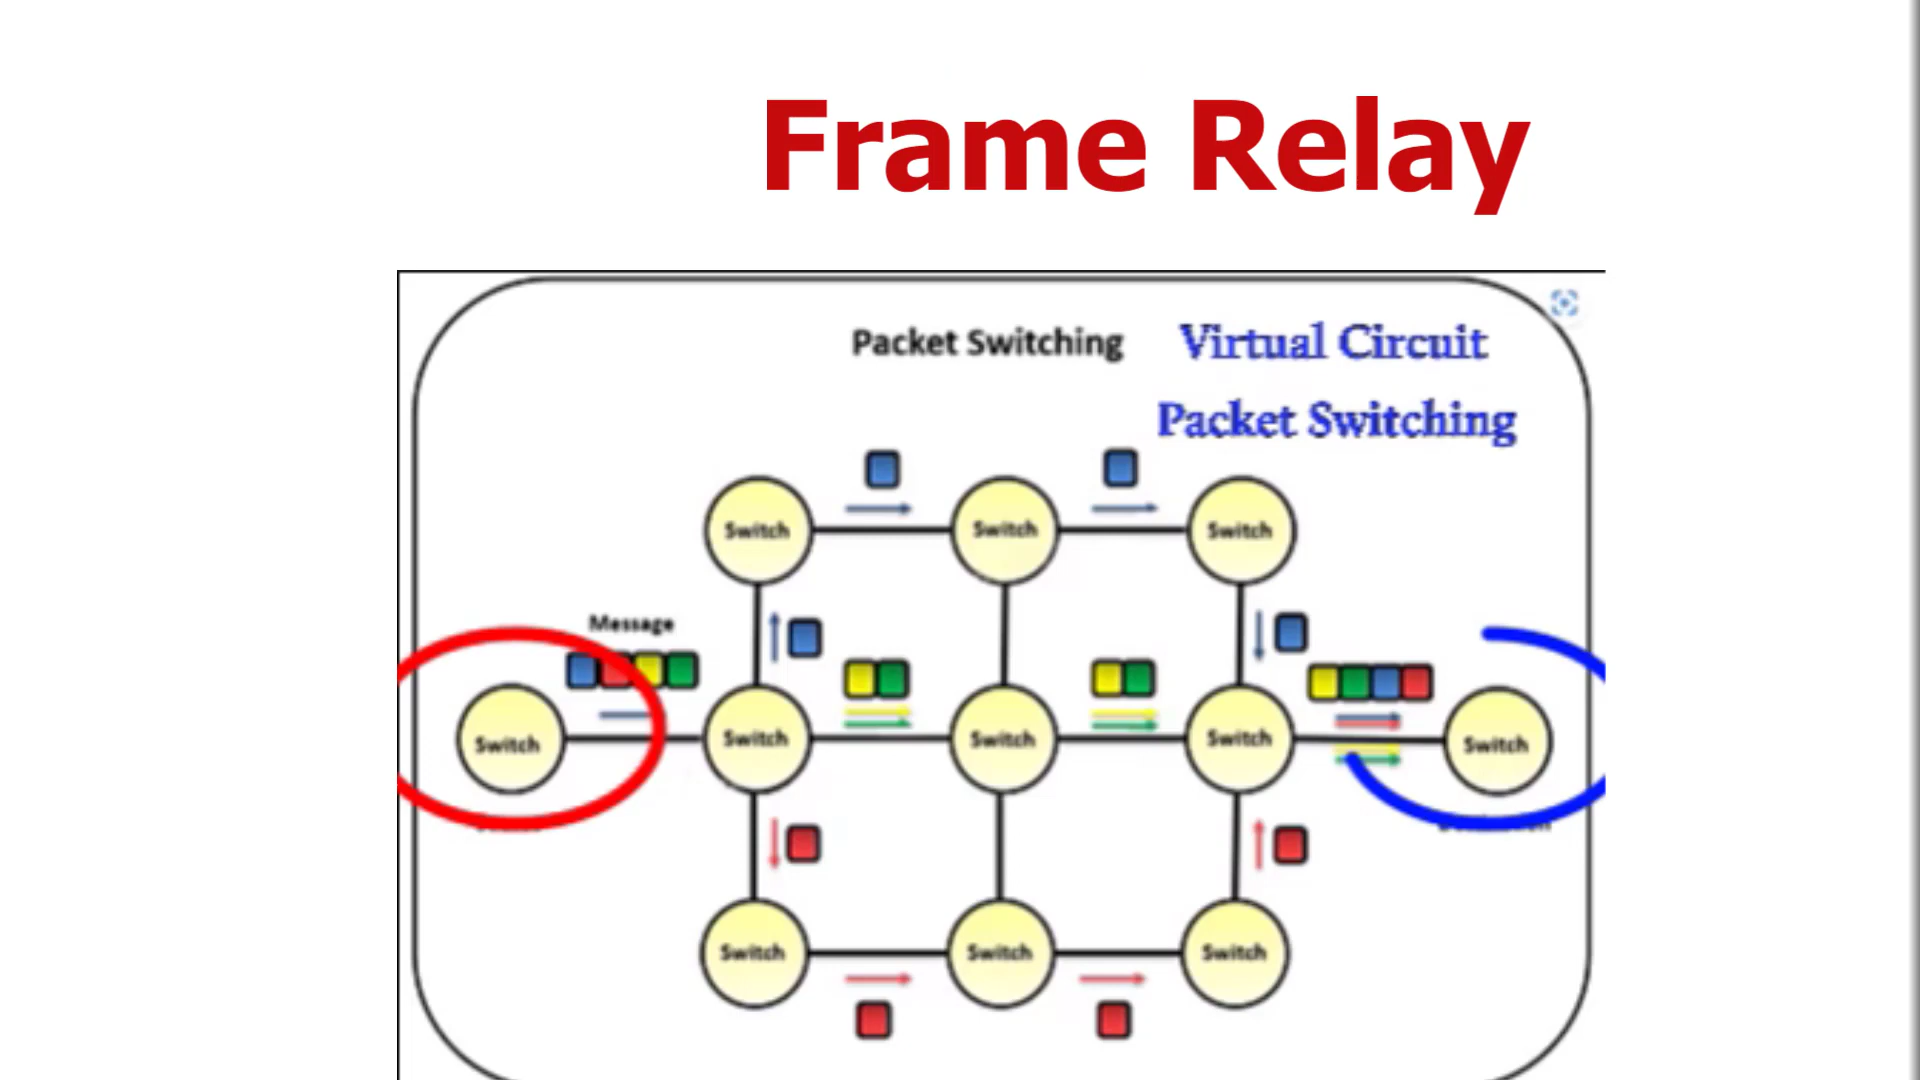 Frame Relay
Packet Switching
Virtual Circuit
Packet Switching
Switch Switch Switch
Message
Switch Switch Switch Switch Switch
Switch Switch Switch